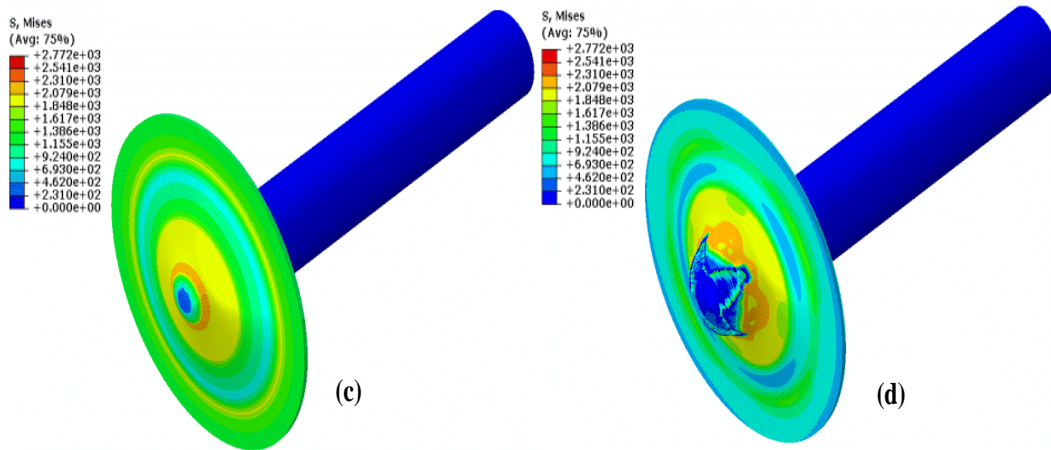 S, Mises
(Avg: 75%)
+2.772e+03
+2.541e+03
+2.310e+03
+2.079e+03
+1.848e+03
+1.617e+03
+1.386e+03
+1.155e+03
+9.240e+02
+6.930e+02
+4.620e+02
+2.310e+02
+0.000e+00
(c)
S, Mises
(Avg: 75%)
+2.772e+03
+2.541e+03
+2.310e+03
+2.079e+03
+1.848e+03
+1.617e+03
+1.386e+03
+1.155e+03
+9.240e+02
+6.930e+02
+4.620e+02
+2.310e+02
+0.000e+00
(d)